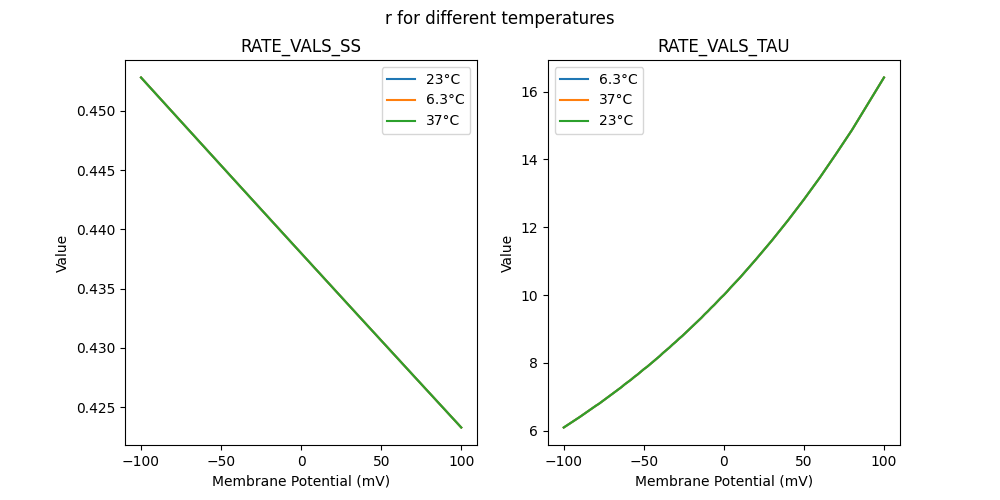 r for different temperatures
RATE_VALS_SS
0.450
0.445
0.440
0.435
0.430
0.425
Value
23°C
6.3°C
37°C
−100
−50
0
50
100
Membrane Potential (mV)
RATE_VALS_TAU
16
14
12
10
8
6
Value
6.3°C
37°C
23°C
−100
−50
0
50
100
Membrane Potential (mV)